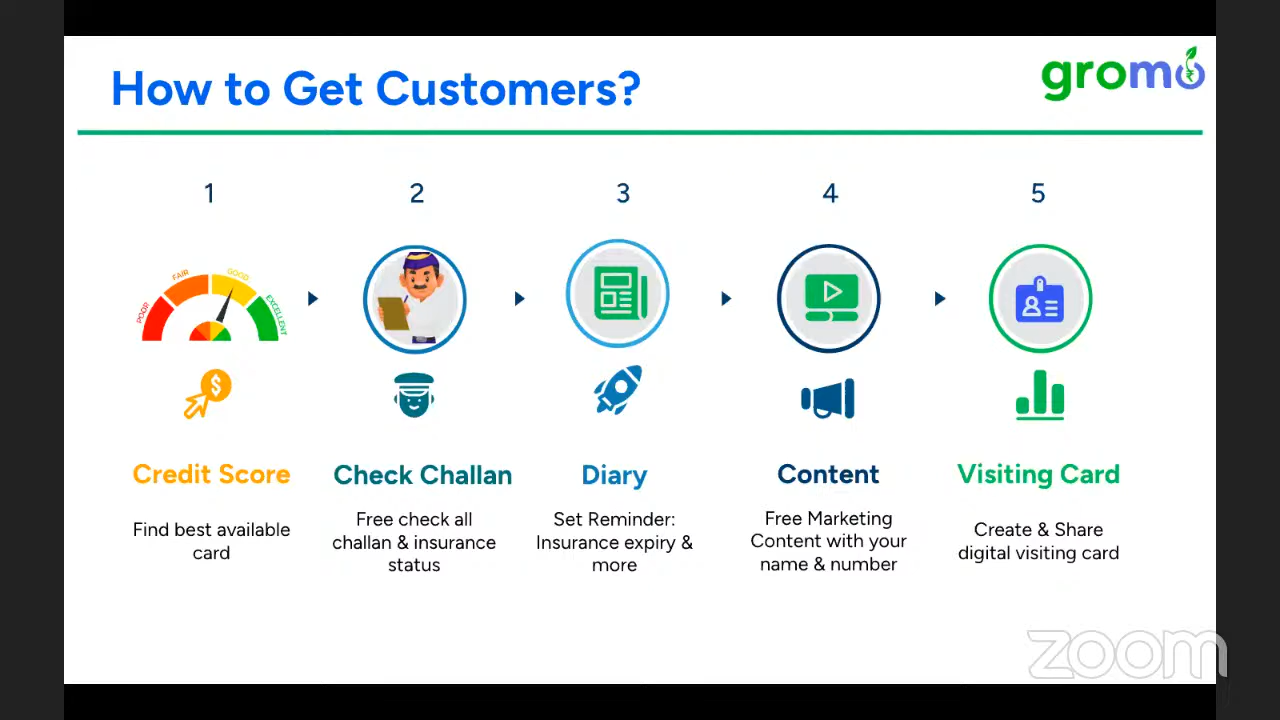 How to Get Customers?
gromo
1
2
3
4
5
POOP
FAIR
GOOD
EXCELLENT
$
Credit Score
Find best available
card
Check Challan
Free check all
challan & insurance
status
Diary
Set Reminder:
Insurance expiry &
more
Content
Free Marketing
Content with your
name & number
Visiting Card
Create & Share
digital visiting card
zoom